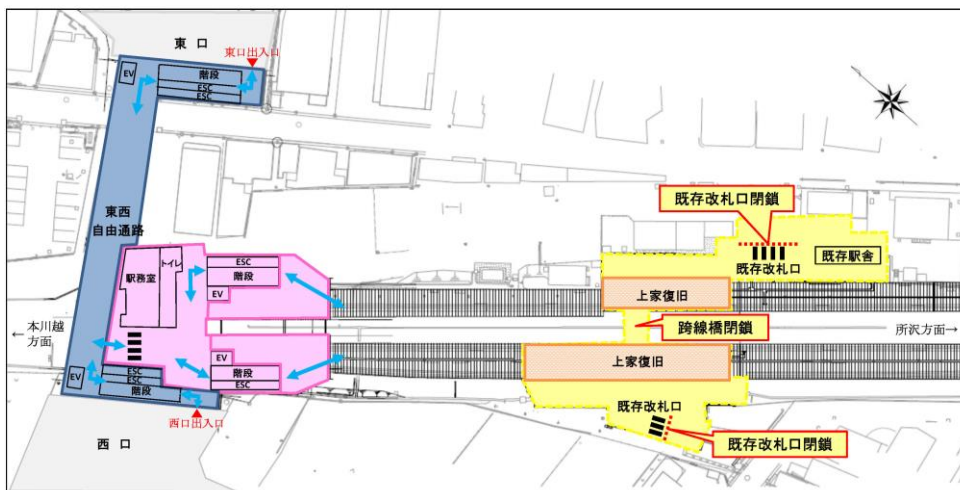 東 口
東口出入口
EV
階段
ESC
ESC
東西
自由通路
駅務室
トイレ
ESC
階段
EV
← 本川越
方面
EV
階段
ESC
EV
ESC
ESC
階段
西口出入口
西 口
既存改札口閉鎖
既存改札口
既存駅舎
上家復旧
跨線橋閉鎖
所沢方面→
上家復旧
既存改札口
既存改札口閉鎖